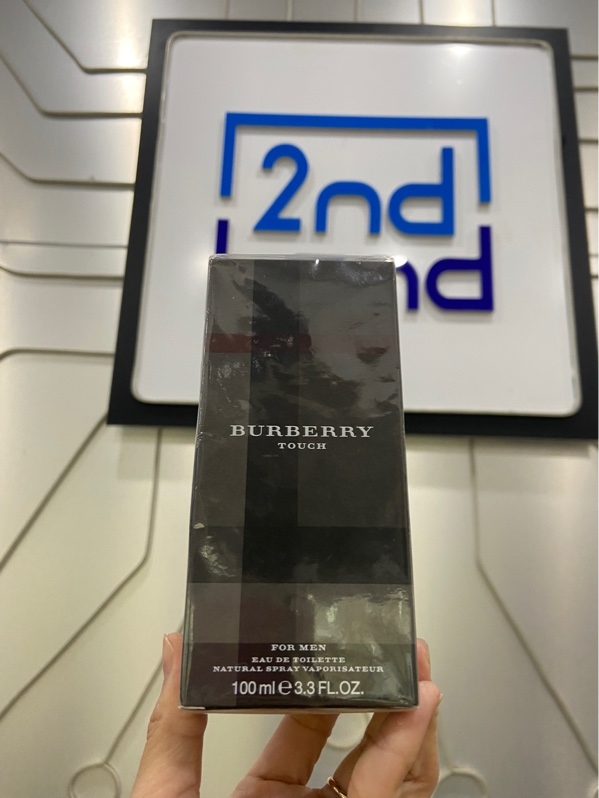 2nd
BURBERRY
TOUCH
FOR MEN
EAU DE TOILETTE
NATURAL SPRAY VAPORISATEUR
100 ml ℮ 3.3 FL.OZ.